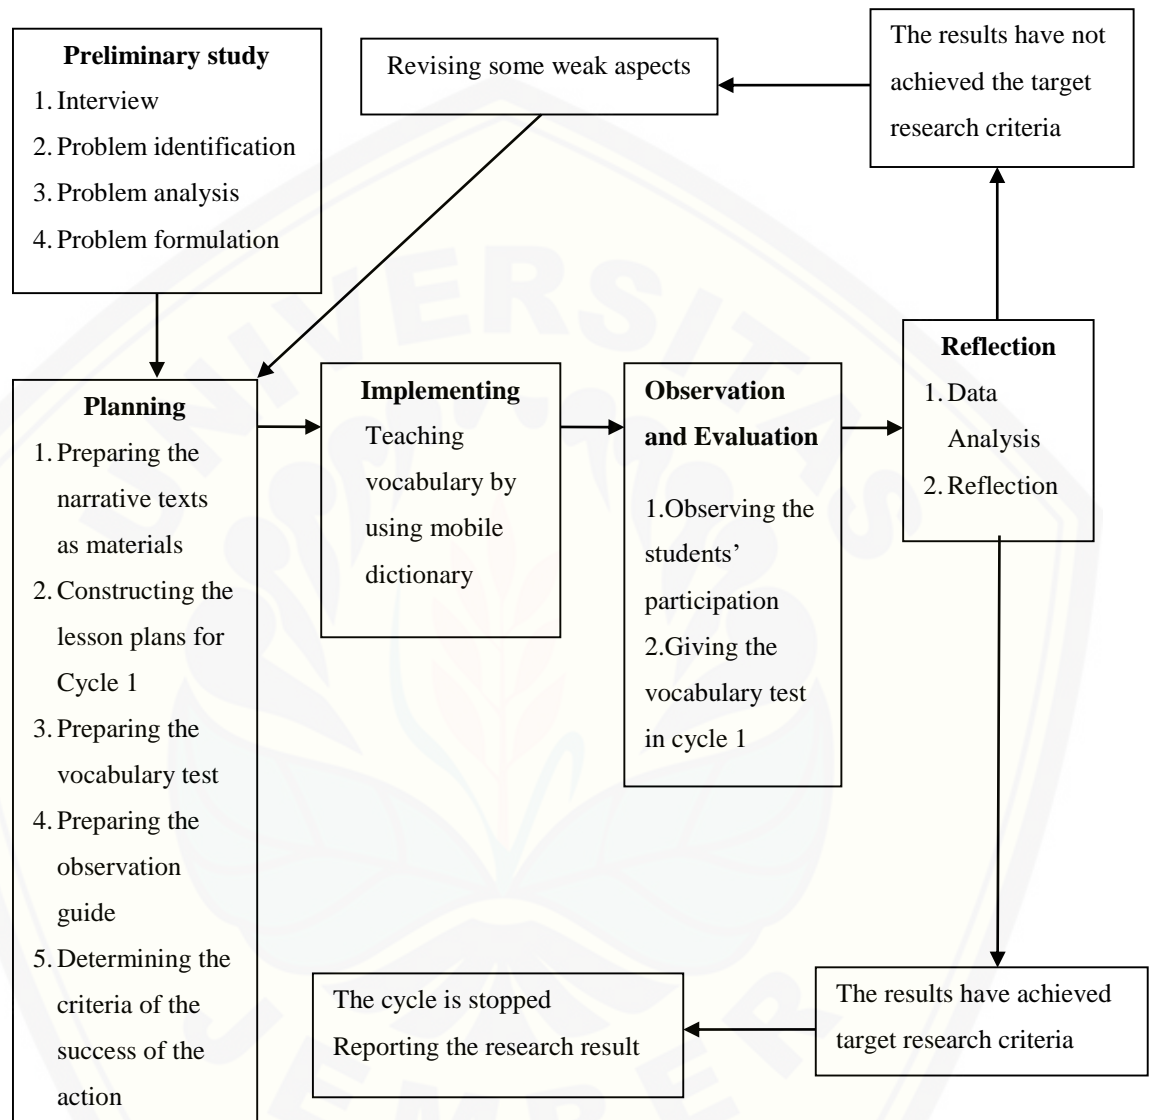 Preliminary study
1. Interview
2. Problem identification
3. Problem analysis
4. Problem formulation
Revising some weak aspects
The results have not
achieved the target
research criteria
Planning
1. Preparing the
narrative texts
as materials
2. Constructing the
lesson plans for
Cycle 1
3. Preparing the
vocabulary test
4. Preparing the
observation
guide
5. Determining the
criteria of the
success of the
action
Implementing
Teaching
vocabulary by
using mobile
dictionary
Observation
and Evaluation
1.Observing the
students’
participation
2.Giving the
vocabulary test
in cycle 1
Reflection
1. Data
Analysis
2. Reflection
The results have achieved
target research criteria
The cycle is stopped
Reporting the research result
UNIVERSITAS
JEMBER